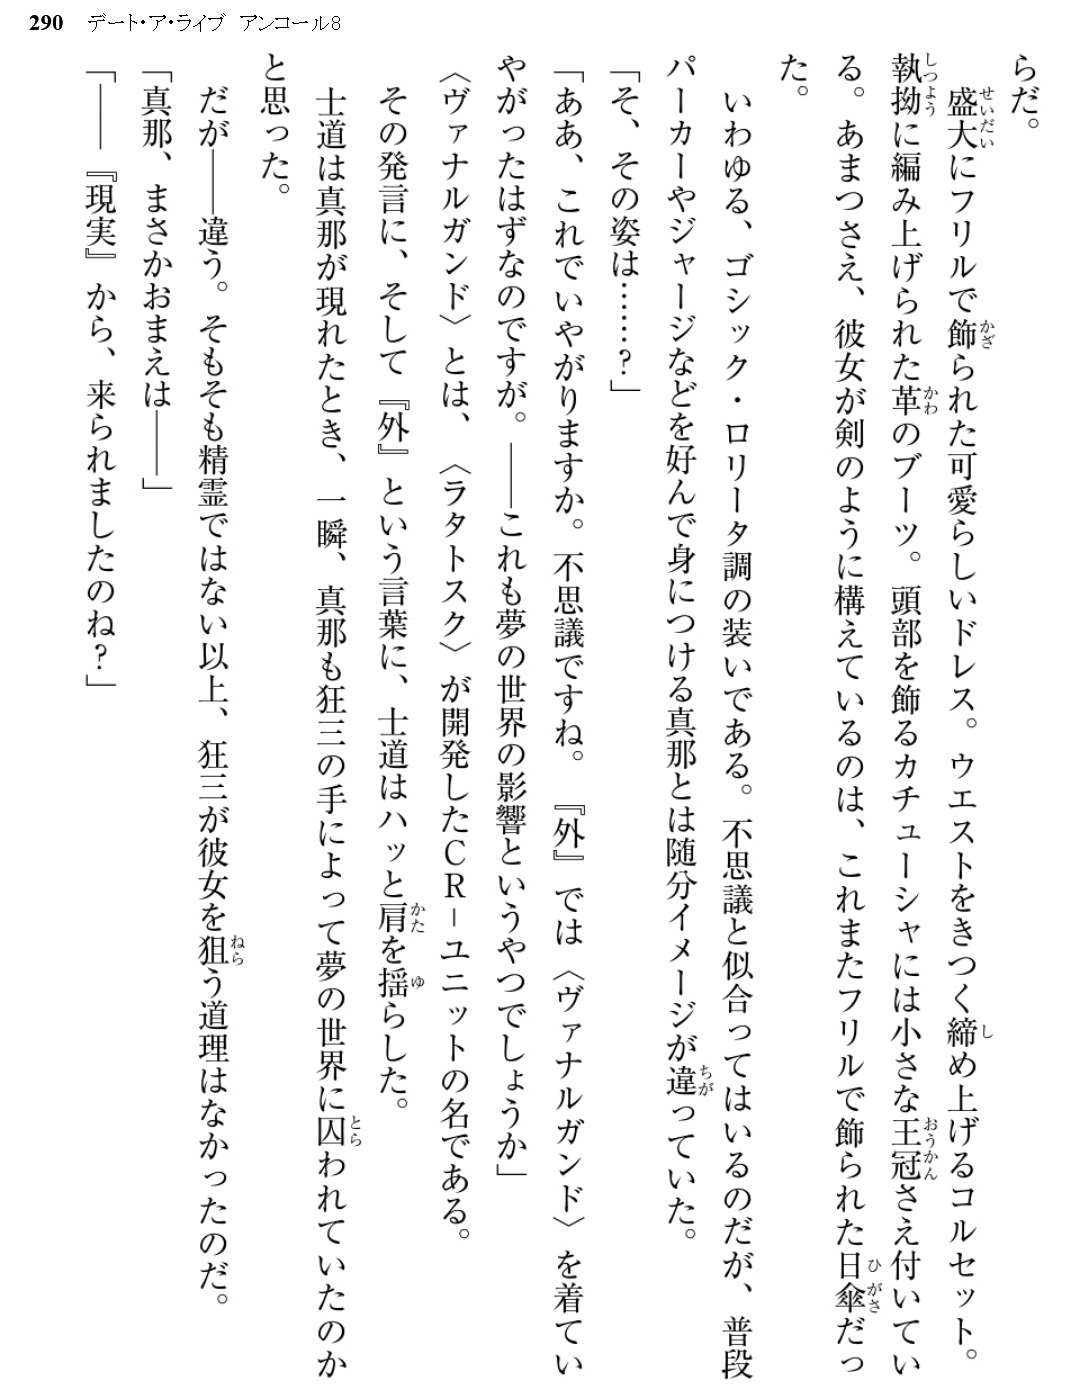 290 デート・ア・ライブ アンコール8
らだ。
盛大にフリルで飾られた可愛らしいドレス。ウエストをきつく締め上げるコルセット。
執拗に編み上げられた革のブーツ。頭部を飾るカチューシャには小さな王冠さえ付いてい
る。あまつさえ、彼女が剣のように構えているのは、これまたフリルで飾られた日傘だっ
た。
いわゆる、ゴシック・ロリータ調の装いである。不思議と似合ってはいるのだが、普段
パーカーやジャージなどを好んで身につける真那とは随分イメージが違っていた。
「そ、その姿は……？」
「ああ、これでいやがりますか。不思議ですね。『外』では〈ヴァナルガンド〉を着てい
やがったはずなのですが。――これも夢の世界の影響というやつでしょうか」
〈ヴァナルガンド〉とは、〈ラタトスク〉が開発したＣＲ－ユニットの名である。
その発言に、そして『外』という言葉に、士道はハッと肩を揺らした。
士道は真那が現れたとき、一瞬、真那も狂三の手によって夢の世界に囚われていたのか
と思った。
だが――違う。そもそも精霊ではない以上、狂三が彼女を狙う道理はなかったのだ。
「真那、まさかおまえは――」
「――『現実』から、来られましたのね？」